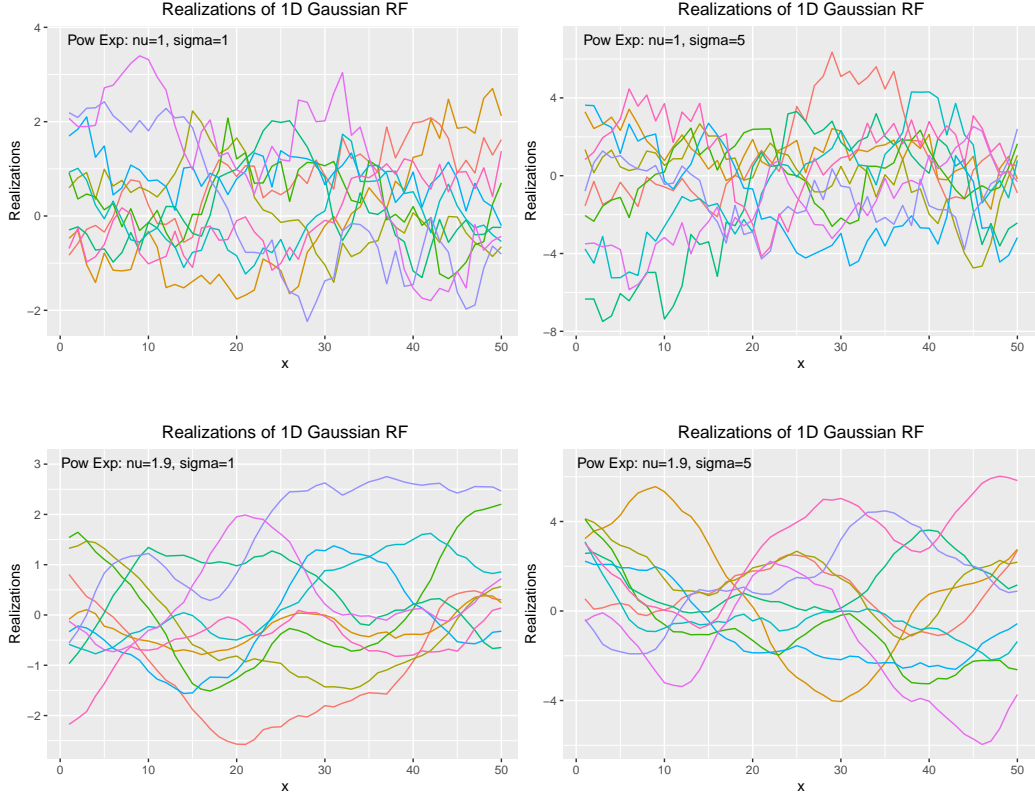 Realizations of 1D Gaussian RF
Pow Exp: nu=1, sigma=1
Realizations
4
2
0
−2
0
10
20
30
40
50
x
Realizations of 1D Gaussian RF
Pow Exp: nu=1, sigma=5
Realizations
4
0
−4
−8
0
10
20
30
40
50
x
Realizations of 1D Gaussian RF
Pow Exp: nu=1.9, sigma=1
Realizations
3
2
1
0
−1
−2
0
10
20
30
40
50
x
Realizations of 1D Gaussian RF
Pow Exp: nu=1.9, sigma=5
Realizations
4
0
−4
0
10
20
30
40
50
x